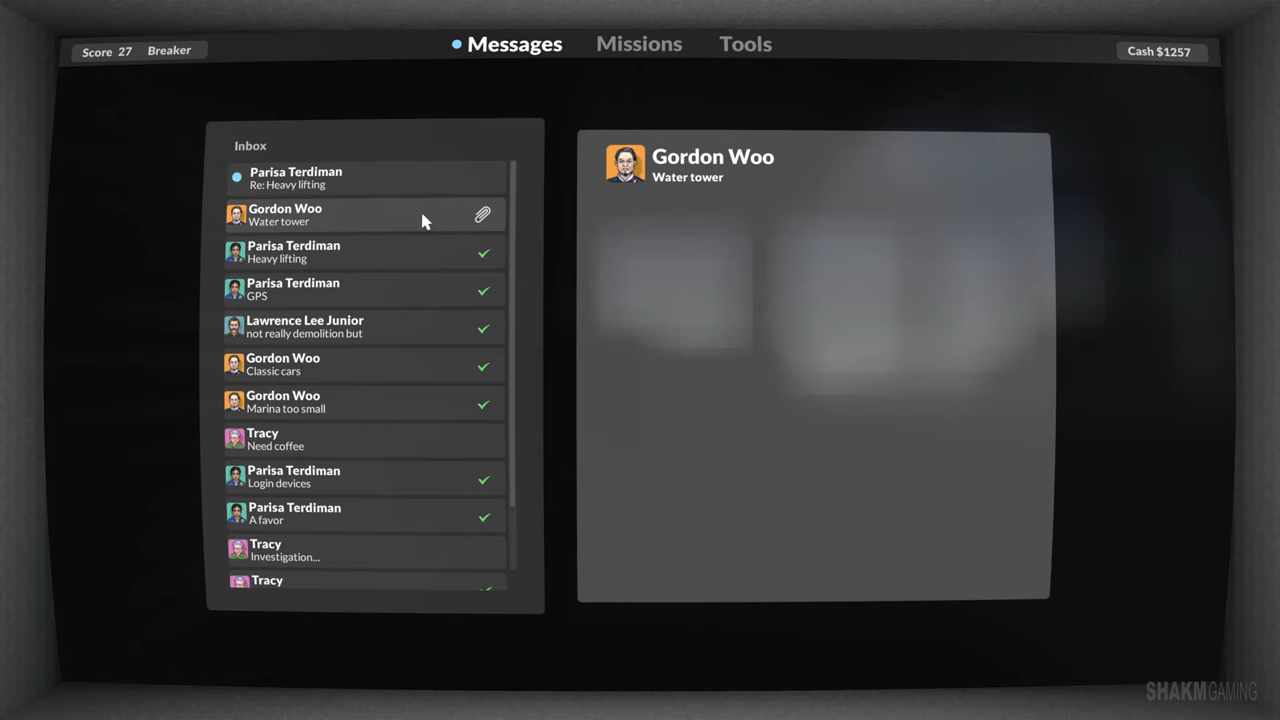 Score 27 Breaker
Messages
Missions
Tools
Cash $1257
Inbox
Parisa Terdiman
Re: Heavy lifting
Gordon Woo
Water tower
Parisa Terdiman
Heavy lifting
Parisa Terdiman
GPS
Lawrence Lee Junior
not really demolition but
Gordon Woo
Classic cars
Gordon Woo
Marina too small
Tracy
Need coffee
Parisa Terdiman
Login devices
Parisa Terdiman
A favor
Tracy
Investigation...
Tracy
Gordon Woo
Water tower
SHAKMGAMING